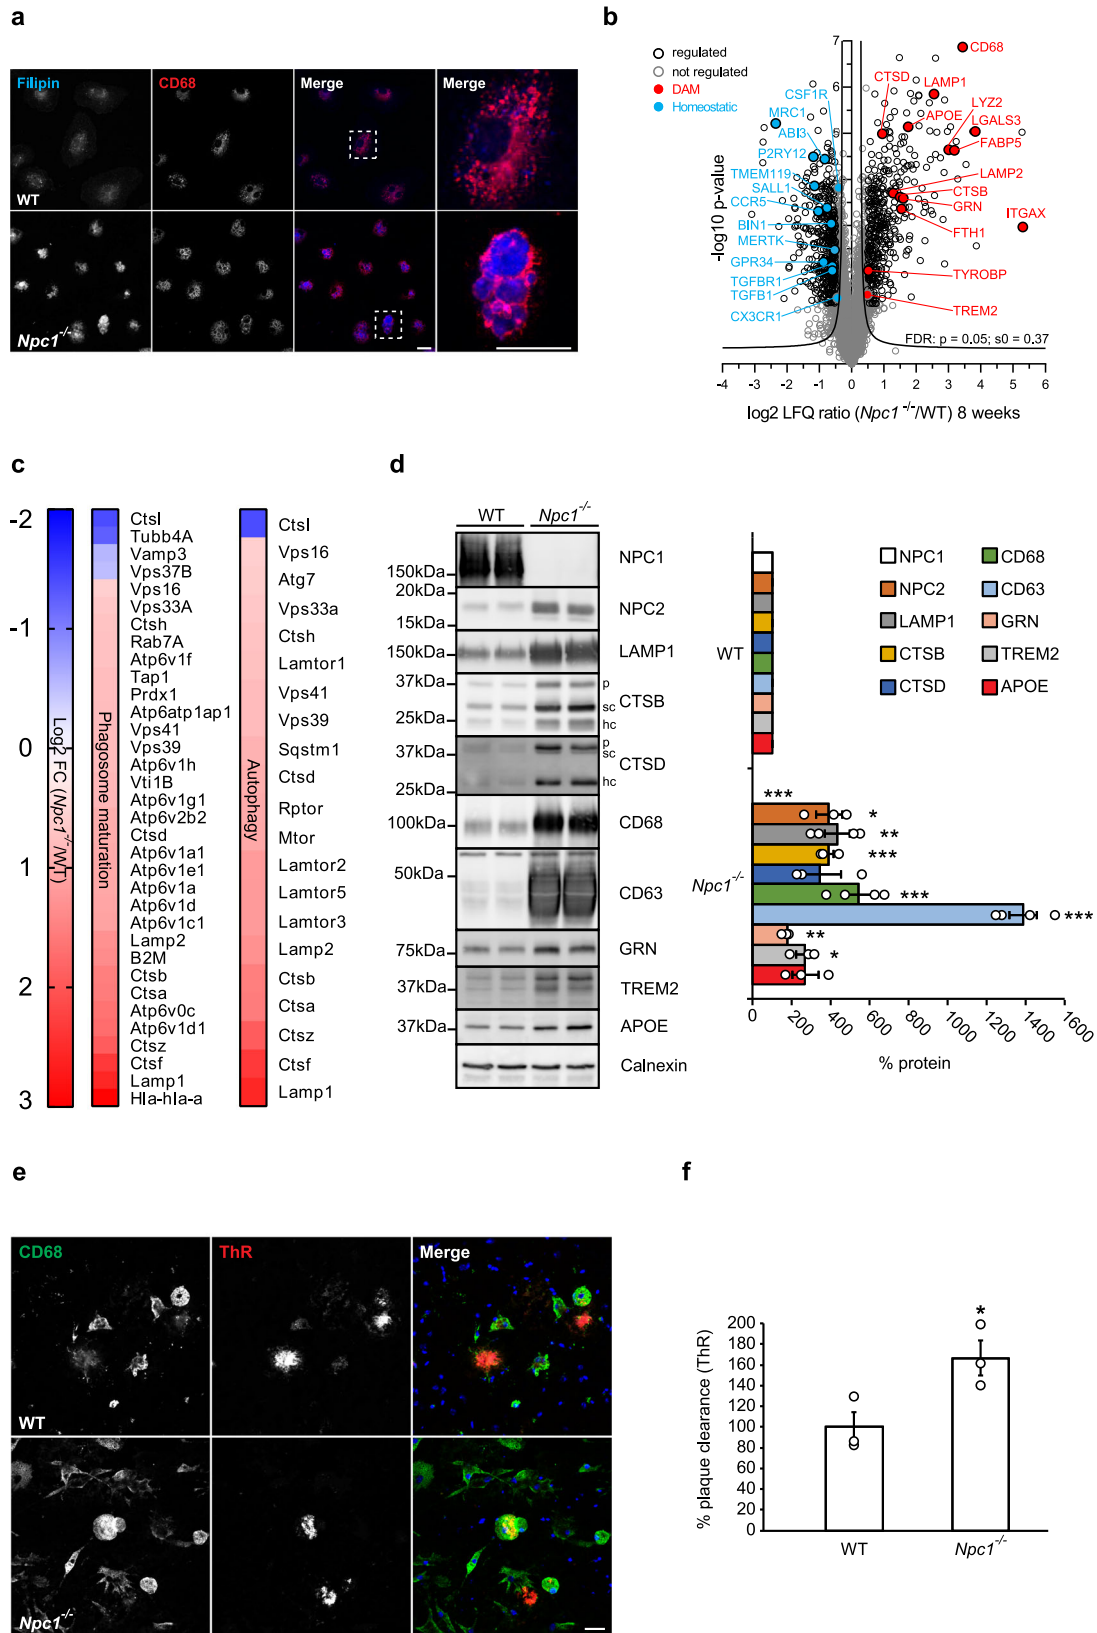 a
Filipin
CD68
Merge
Merge
WT
Npc1-/-
b
regulated
not regulated
DAM
Homeostatic
CD68
CTSD
LAMP1
CSF1R
LYZ2
MRC1
APOE
LGALS3
ABI3
FABP5
P2RY12
LAMP2
TMEM119
CTSB
SALL1
GRN
CCR5
ITGAX
BIN1
FTH1
MERTK
GPR34
TYROBP
TGFBR1
TGFB1
TREM2
CX3CR1
7
6
5
-log10 p-value
FDR: p = 0.05; s0 = 0.37
-4 -3 -2 -1 0 1 2 3 4 5 6
log2 LFQ ratio (Npc1-/-/WT) 8 weeks
c
-2
-1
0
1
2
3
Log2 FC (Npc1-/-/WT)
Phagosome maturation
Ctsl
Tubb4A
Vamp3
Vps37B
Vps16
Vps33A
Ctsh
Rab7A
Atp6v1f
Tap1
Prdx1
Atp6atp1ap1
Vps41
Vps39
Atp6v1h
Vti1B
Atp6v1g1
Atp6v2b2
Ctsd
Atp6v1a1
Atp6v1e1
Atp6v1a
Atp6v1d
Atp6v1c1
Lamp2
B2M
Ctsb
Ctsa
Atp6v0c
Atp6v1d1
Ctsz
Ctsf
Lamp1
Hla-hla-a
Autophagy
Ctsl
Vps16
Atg7
Vps33a
Ctsh
Lamtor1
Vps41
Vps39
Sqstm1
Ctsd
Rptor
Mtor
Lamtor2
Lamtor5
Lamtor3
Lamp2
Ctsb
Ctsa
Ctsz
Ctsf
Lamp1
d
WT Npc1-/-
150kDa NPC1
20kDa
15kDa NPC2
150kDa LAMP1
37kDa p
sc CTSB
25kDa hc
37kDa p
sc CTSD
25kDa hc
100kDa CD68
50kDa CD63
75kDa GRN
37kDa TREM2
37kDa APOE
Calnexin
NPC1 CD68
NPC2 CD63
LAMP1 GRN
CTSB TREM2
CTSD APOE
WT
Npc1-/-
***
*
**
***
***
***
**
*
0 200 400 600 800 1000 1200 1400 1600
% protein
e
CD68
ThR
Merge
WT
Npc1-/-
f
% plaque clearance (ThR)
200
180
160
140
120
100
80
60
40
20
0
*
WT Npc1-/-